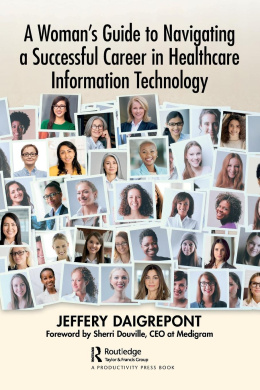 A Woman's Guide to Navigating
a Successful Career in Healthcare
Information Technology
JEFFERY DAIGREPONT
Foreword by Sherri Douville, CEO at Medigram
R
Routledge
Taylor & Francis Group
A PRODUCTIVITY PRESS BOOK